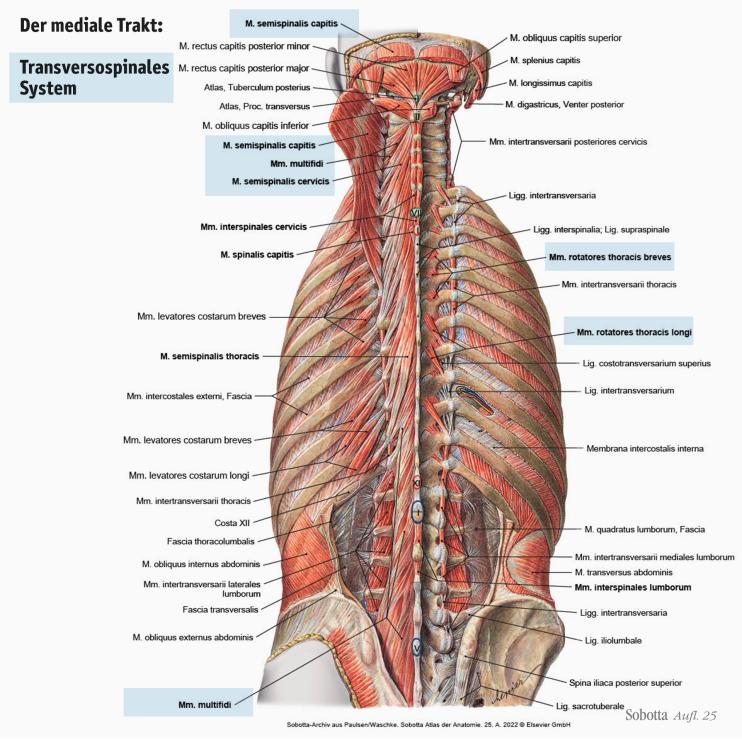 Der mediale Trakt:
Transversospinales
System
M. semispinalis capitis
M. rectus capitis posterior minor
M. rectus capitis posterior major
Atlas, Tuberculum posterius
Atlas, Proc. transversus
M. obliquus capitis inferior
M. semispinalis capitis
Mm. multifidi
M. semispinalis cervicis
Mm. interspinales cervicis
M. spinalis capitis
Mm. levatores costarum breves
M. semispinalis thoracis
Mm. intercostales externi, Fascia
Mm. levatores costarum breves
Mm. levatores costarum longi
Mm. intertransversarii thoracis
Costa XII
Fascia thoracolumbalis
M. obliquus internus abdominis
Mm. intertransversarii laterales
lumborum
Fascia transversalis
M. obliquus externus abdominis
Mm. multifidi
M. obliquus capitis superior
M. splenius capitis
M. longissimus capitis
M. digastricus, Venter posterior
Mm. intertransversarii posteriores cervicis
Ligg. intertransversaria
Ligg. interspinalia; Lig. supraspinale
Mm. rotatores thoracis breves
Mm. intertransversarii thoracis
Mm. rotatores thoracis longi
Lig. costotransversarium superius
Lig. intertransversarium
Membrana intercostalis interna
M. quadratus lumborum, Fascia
Mm. intertransversarii mediales lumborum
M. transversus abdominis
Mm. interspinales lumborum
Ligg. intertransversaria
Lig. iliolumbale
Spina iliaca posterior superior
Lig. sacrotuberale
II
VII
XI
I
V
Sobotta Aufl. 25
Sobotta-Archiv aus Paulsen/Waschke. Sobotta Atlas der Anatomie. 25. A. 2022 © Elsevier GmbH